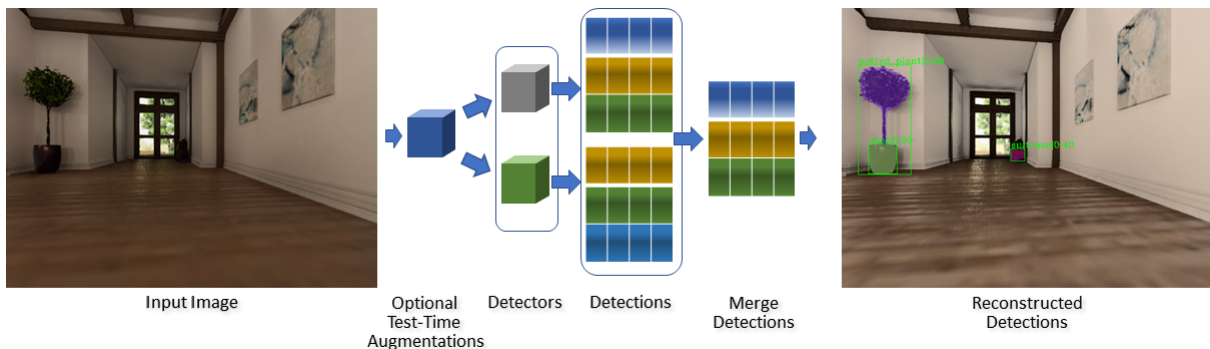 Input Image
Optional
Test-Time
Augmentations
Detectors
Detections
Merge
Detections
Reconstructed
Detections